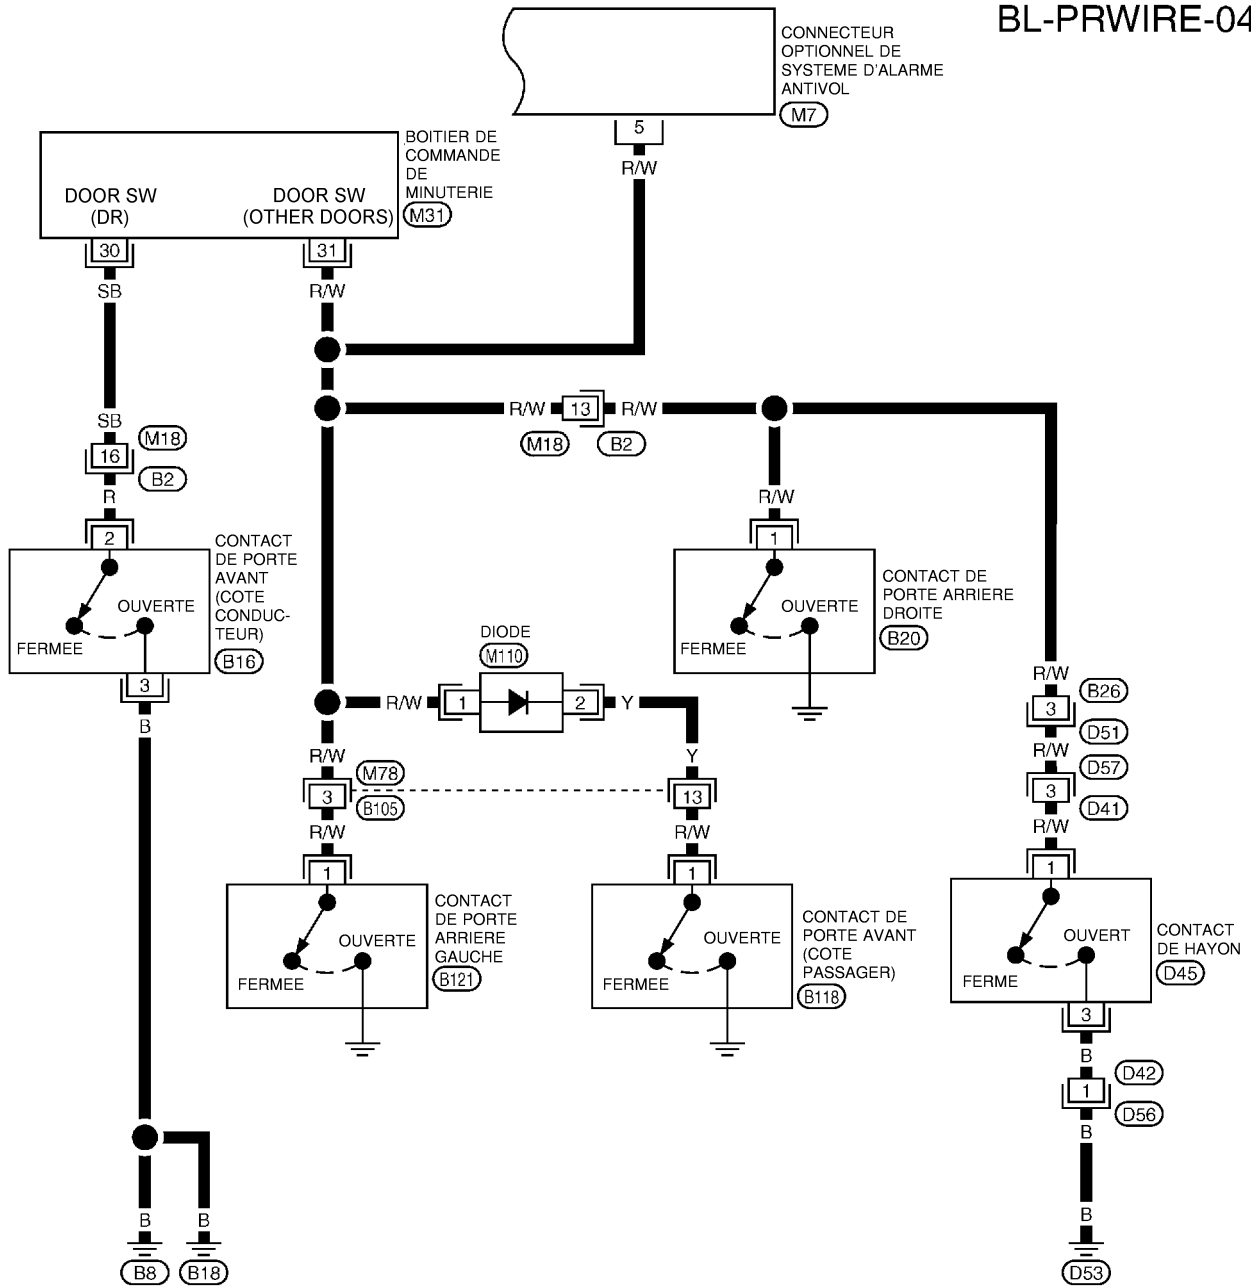 BL-PRWIRE-04
CONNECTEUR
OPTIONNEL DE
SYSTEME D'ALARME
ANTIVOL
M7
5
R/W
BOITIER DE
COMMANDE
DE
MINUTERIE
M31
DOOR SW
(DR)
DOOR SW
(OTHER DOORS)
30
31
SB
R/W
SB
M18
16
B2
R
2
R/W
13
R/W
M18
B2
R/W
1
CONTACT
DE PORTE
AVANT
(COTE
CONDUC-
TEUR)
B16
OUVERTE
FERMEE
3
B
CONTACT DE
PORTE ARRIERE
DROITE
B20
OUVERTE
FERMEE
DIODE
M110
R/W
1
2
Y
Y
R/W
B26
3
D51
R/W
D57
3
D41
R/W
1
R/W
M78
3
B105
13
R/W
R/W
1
1
CONTACT
DE PORTE
ARRIERE
GAUCHE
B121
OUVERTE
FERMEE
CONTACT DE
PORTE AVANT
(COTE
PASSAGER)
B118
OUVERTE
FERMEE
CONTACT
DE HAYON
D45
OUVERT
FERME
3
B
D42
1
D56
B
B
B
B
B8
B18
D53